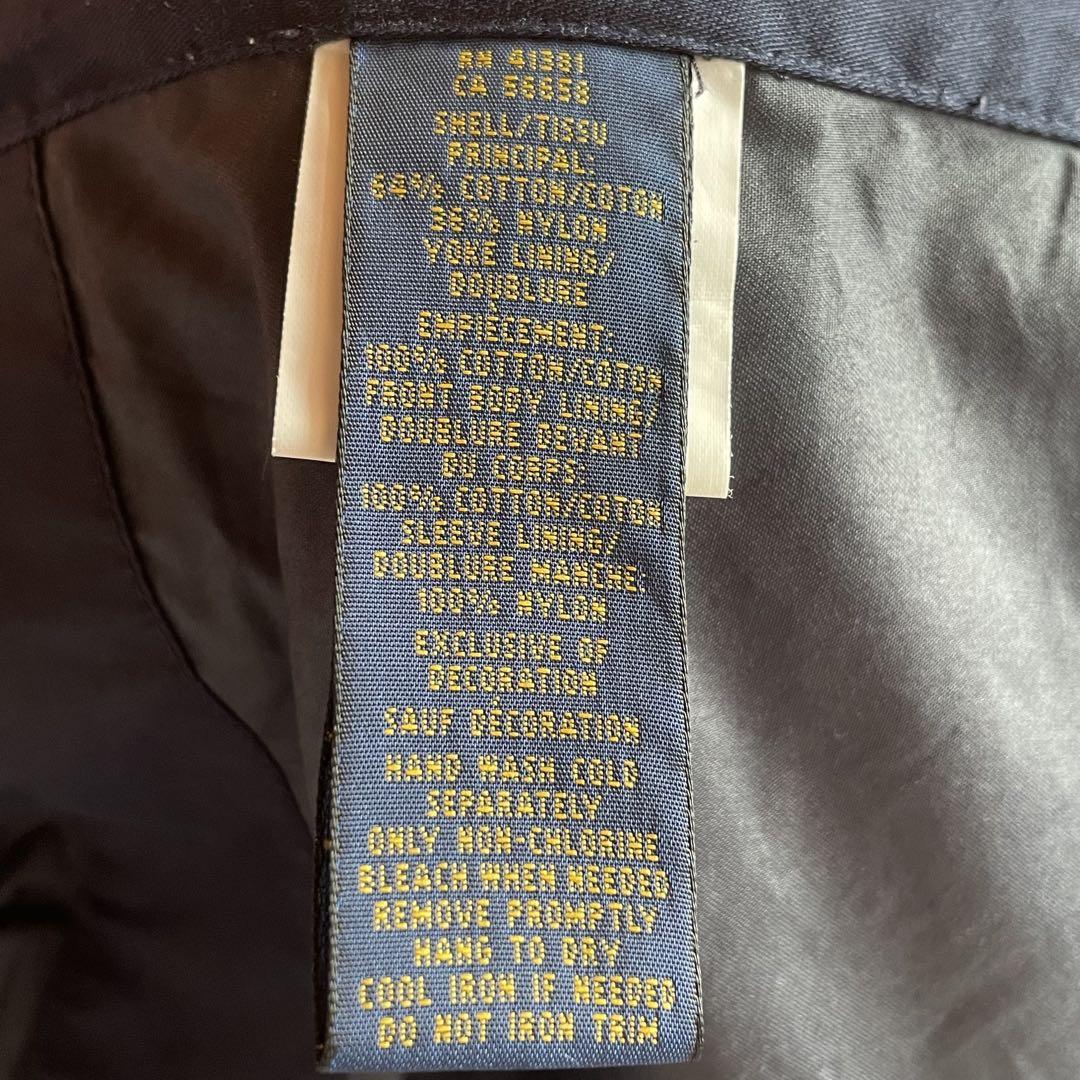 RN 41381
CA 56658
SHELL/TISSU
PRINCIPAL:
64% COTTON/COTON
36% NYLON
YOKE LINING/
DOUBLURE
EMPIÈCEMENT:
100% COTTON/COTON
FRONT BODY LINING/
DOUBLURE DEVANT
DU CORPS:
100% COTTON/COTON
SLEEVE LINING/
DOUBLURE MANCHE:
100% NYLON
EXCLUSIVE OF
DECORATION
SAUF DÉCORATION
HAND WASH COLD
SEPARATELY
ONLY NON-CHLORINE
BLEACH WHEN NEEDED
REMOVE PROMPTLY
HANG TO DRY
COOL IRON IF NEEDED
DO NOT IRON TRIM